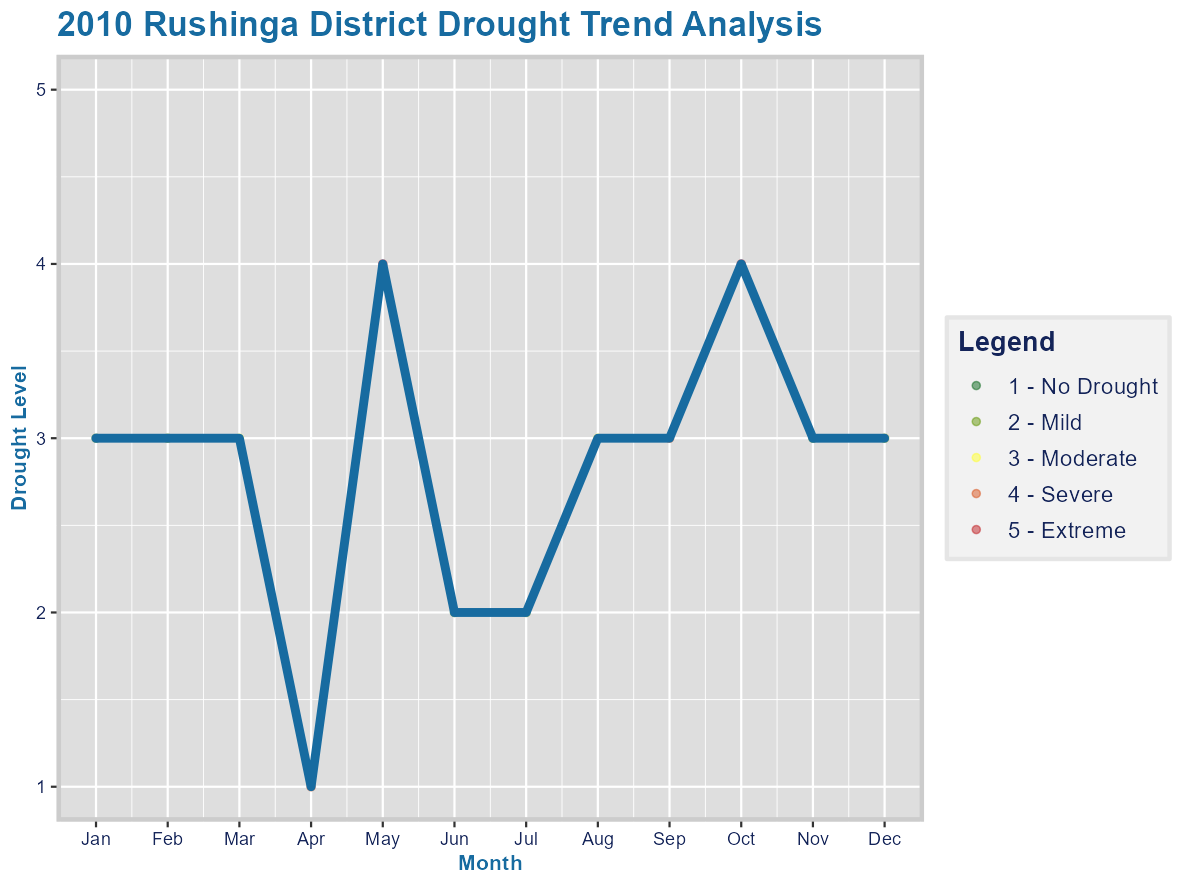 2010 Rushinga District Drought Trend Analysis
5
4
3
2
1
Drought Level
Jan Feb Mar Apr May Jun Jul Aug Sep Oct Nov Dec
Month
Legend
1 - No Drought
2 - Mild
3 - Moderate
4 - Severe
5 - Extreme